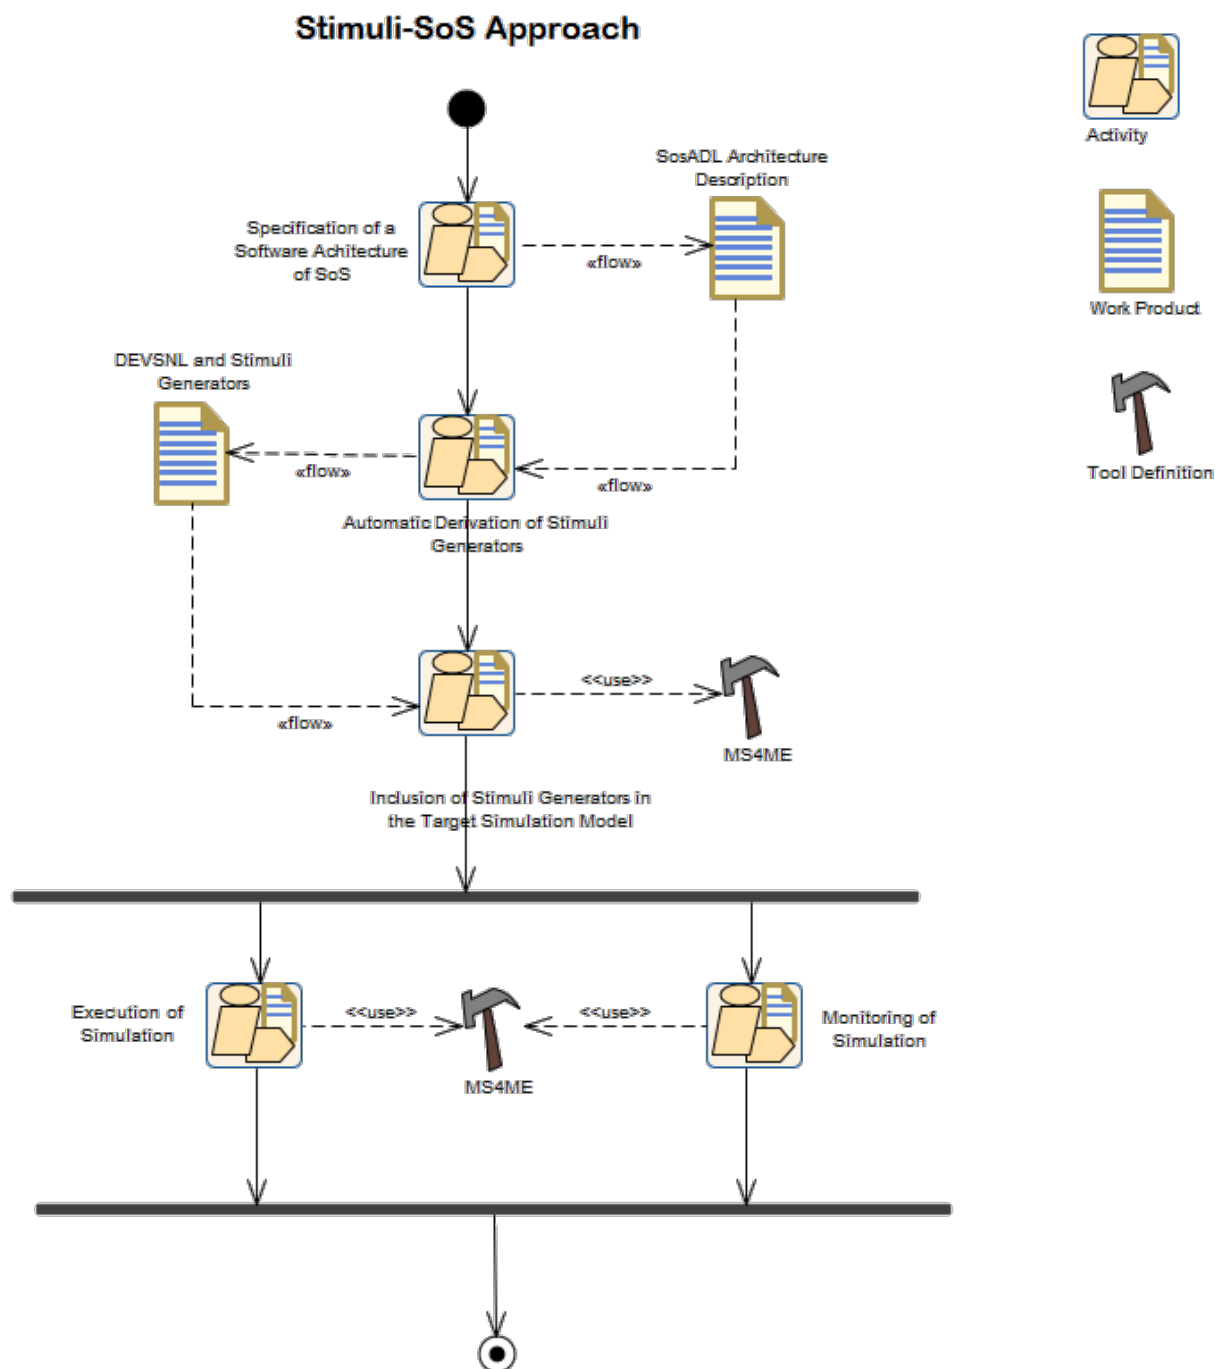 Stimuli-SoS Approach
Activity
SosADL Architecture
Description
Specification of a
Software Achitecture
of SoS
«flow»
Work Product
DEVSNL and Stimuli
Generators
«flow»
«flow»
Tool Definition
Automatic Derivation of Stimuli
Generators
<<use>>
«flow»
MS4ME
Inclusion of Stimuli Generators in
the Target Simulation Model
Execution of
Simulation
<<use>>
<<use>>
Monitoring of
Simulation
MS4ME